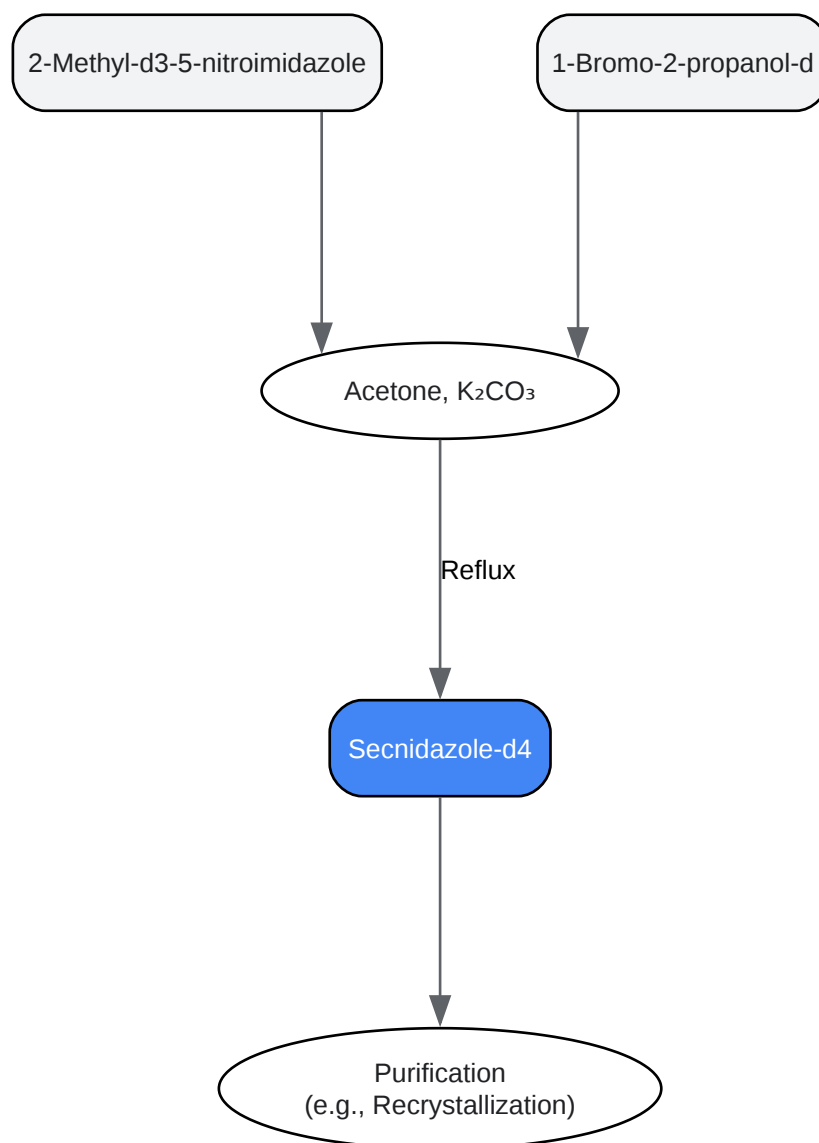 2-Methyl-d3-5-nitroimidazole
1-Bromo-2-propanol-d
Acetone, K₂CO₃
Reflux
Secnidazole-d4
Purification
(e.g., Recrystallization)